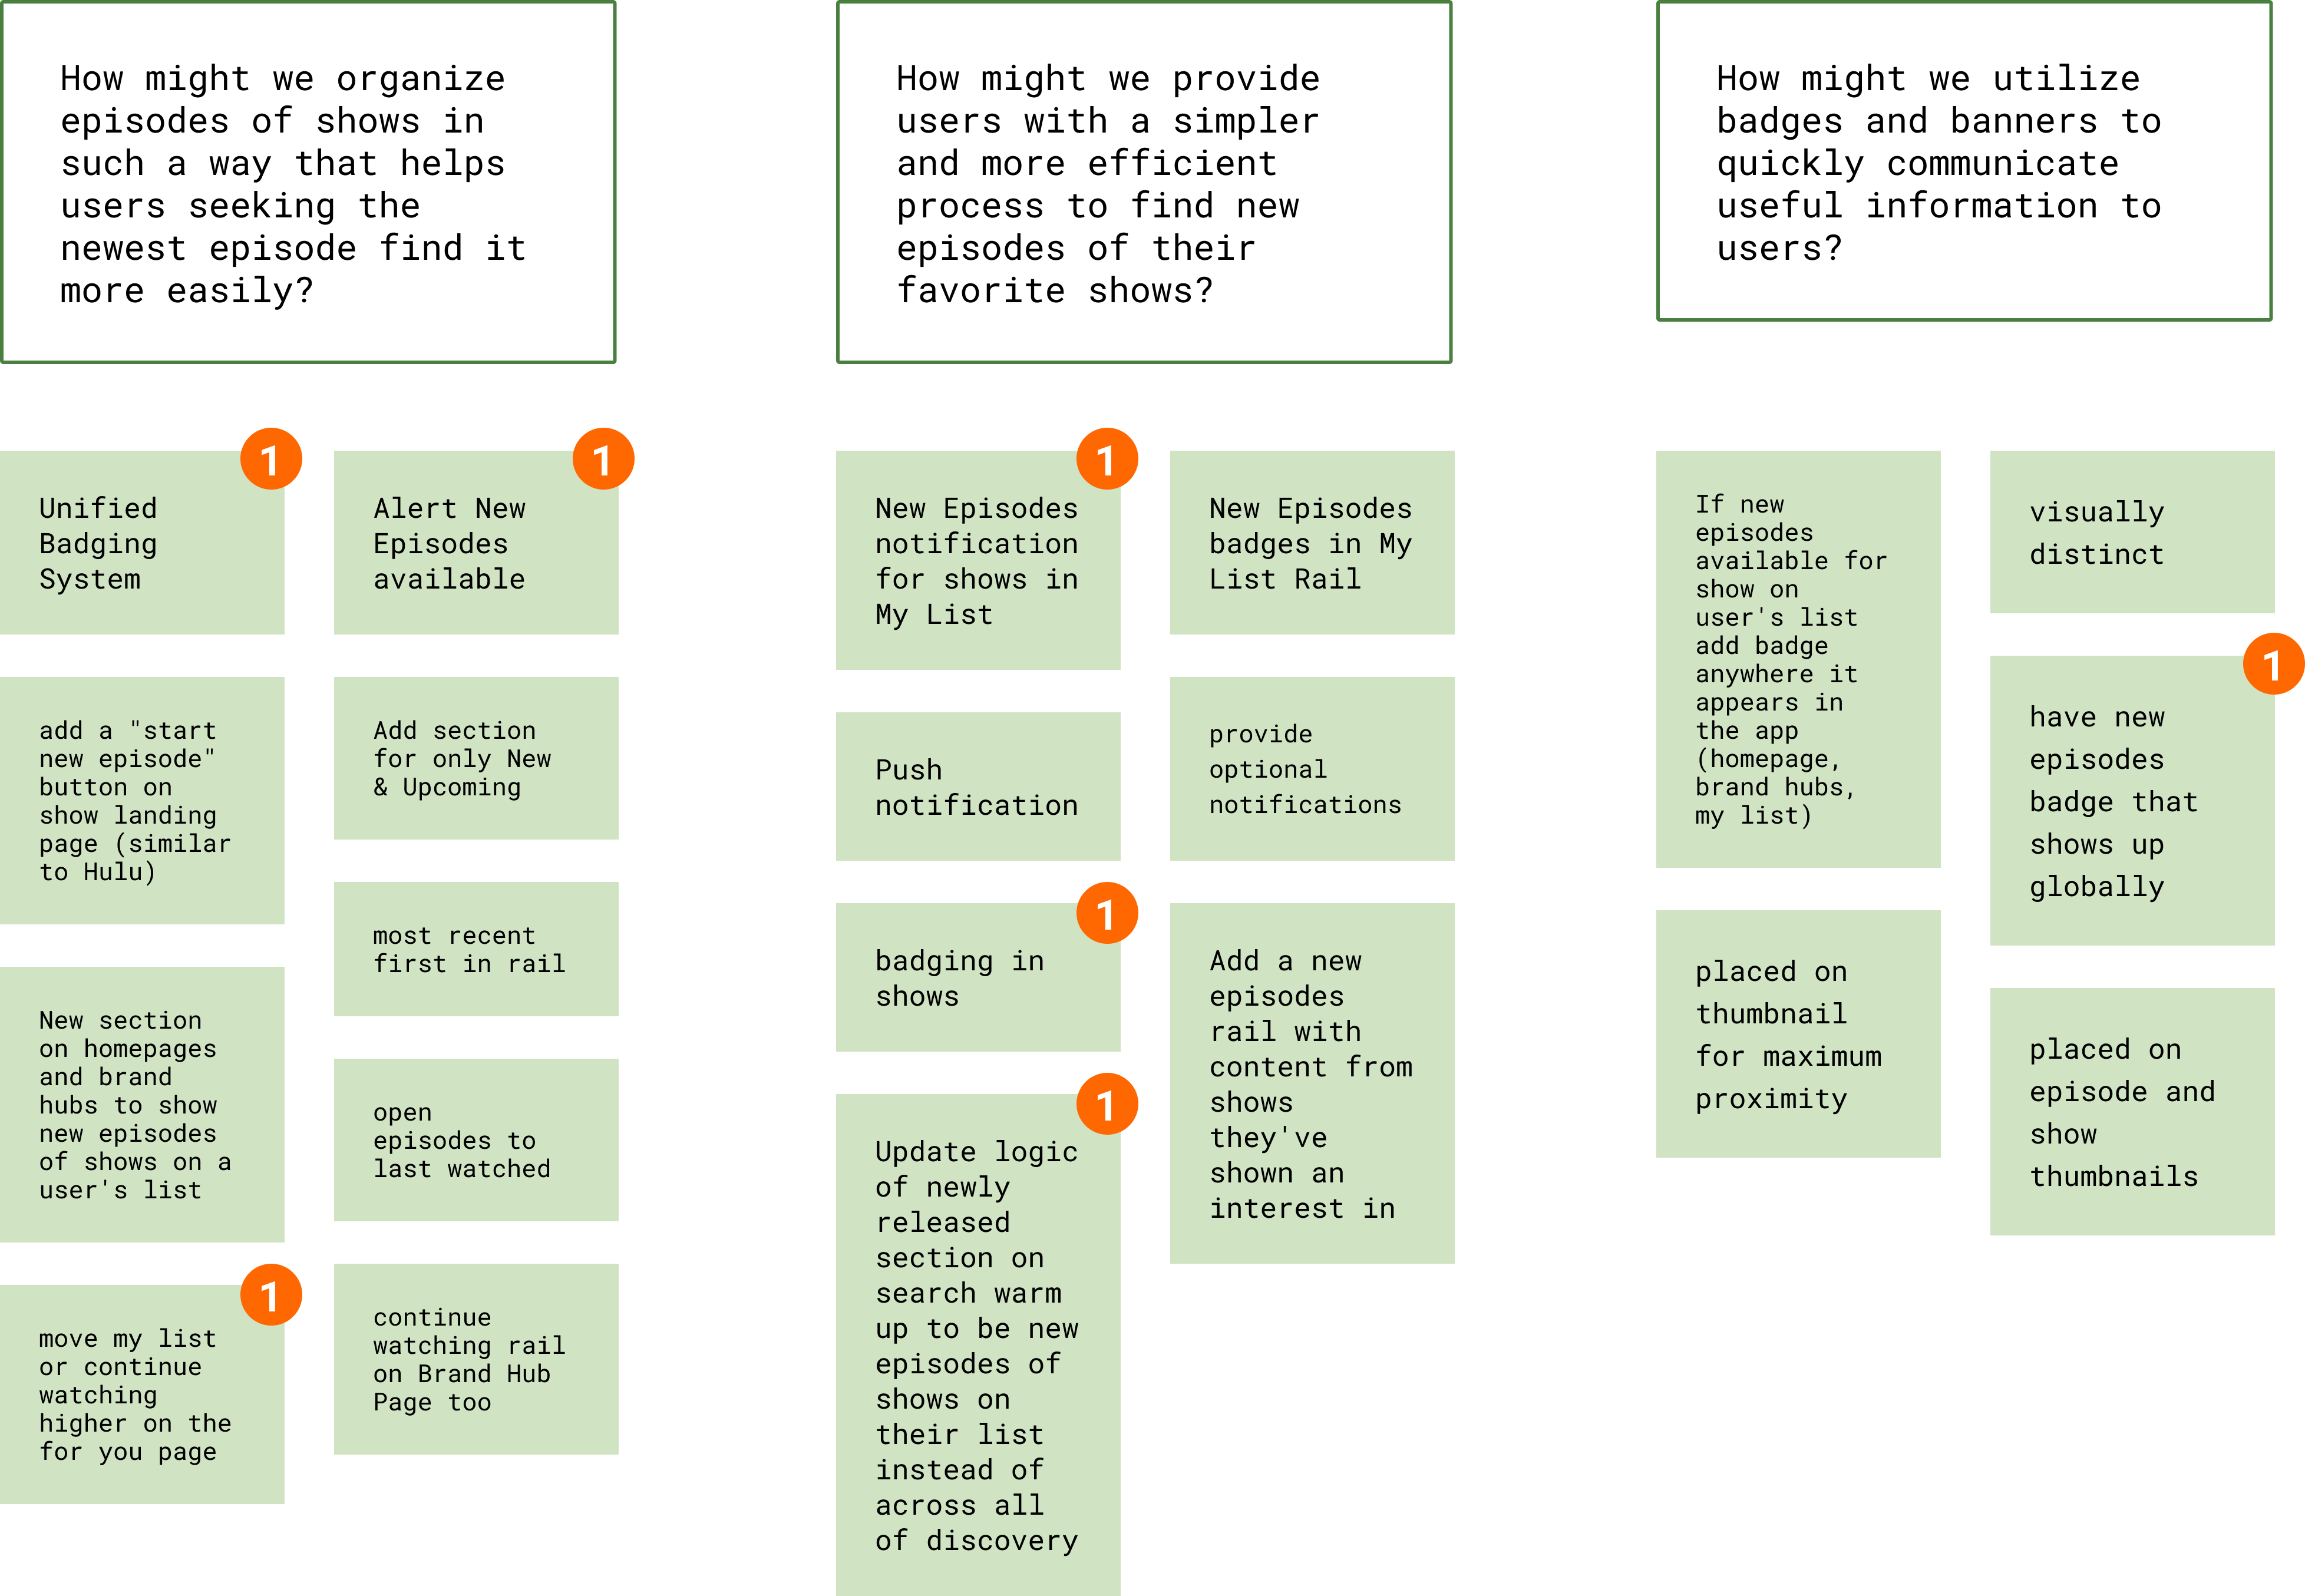 How might we organize
episodes of shows in
such a way that helps
users seeking the
newest episode find it
more easily?
1
Unified
Badging
System
1
Alert New
Episodes
available
add a "start
new episode"
button on
show landing
page (similar
to Hulu)
Add section
for only New
& Upcoming
most recent
first in rail
New section
on homepages
and brand
hubs to show
new episodes
of shows on a
user's list
open
episodes to
last watched
1
move my list
or continue
watching
higher on the
for you page
continue
watching rail
on Brand Hub
Page too
How might we provide
users with a simpler
and more efficient
process to find new
episodes of their
favorite shows?
1
New Episodes
notification
for shows in
My List
New Episodes
badges in My
List Rail
Push
notification
provide
optional
notifications
1
badging in
shows
Add a new
episodes
rail with
content from
shows
they've
shown an
interest in
1
Update logic
of newly
released
section on
search warm
up to be new
episodes of
shows on
their list
instead of
across all
of discovery
How might we utilize
badges and banners to
quickly communicate
useful information to
users?
If new
episodes
available for
show on
user's list
add badge
anywhere it
appears in
the app
(homepage,
brand hubs,
my list)
visually
distinct
1
have new
episodes
badge that
shows up
globally
placed on
thumbnail
for maximum
proximity
placed on
episode and
show
thumbnails